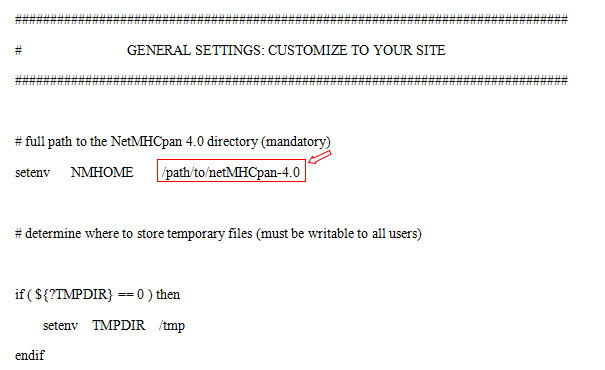 ################################################################################
# GENERAL SETTINGS: CUSTOMIZE TO YOUR SITE
################################################################################
# full path to the NetMHCpan 4.0 directory (mandatory)
setenv NMHOME /path/to/netMHCpan-4.0
# determine where to store temporary files (must be writable to all users)
if ( ${?TMPDIR} == 0 ) then
setenv TMPDIR /tmp
endif